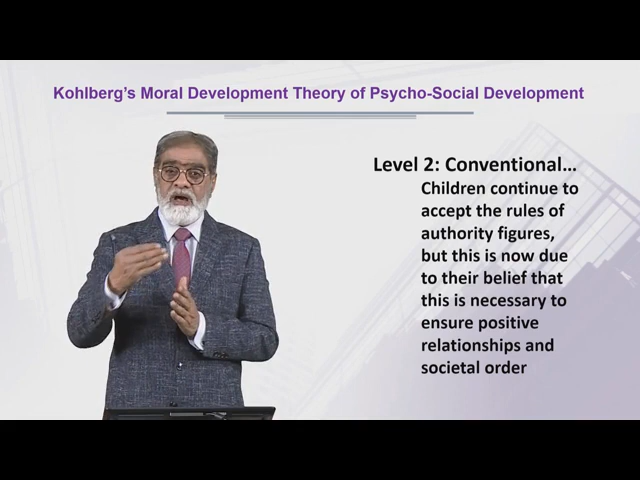 Kohlberg's Moral Development Theory of Psycho-Social Development
Level 2: Conventional...
Children continue to
accept the rules of
authority figures,
but this is now due
to their belief that
this is necessary to
ensure positive
relationships and
societal order